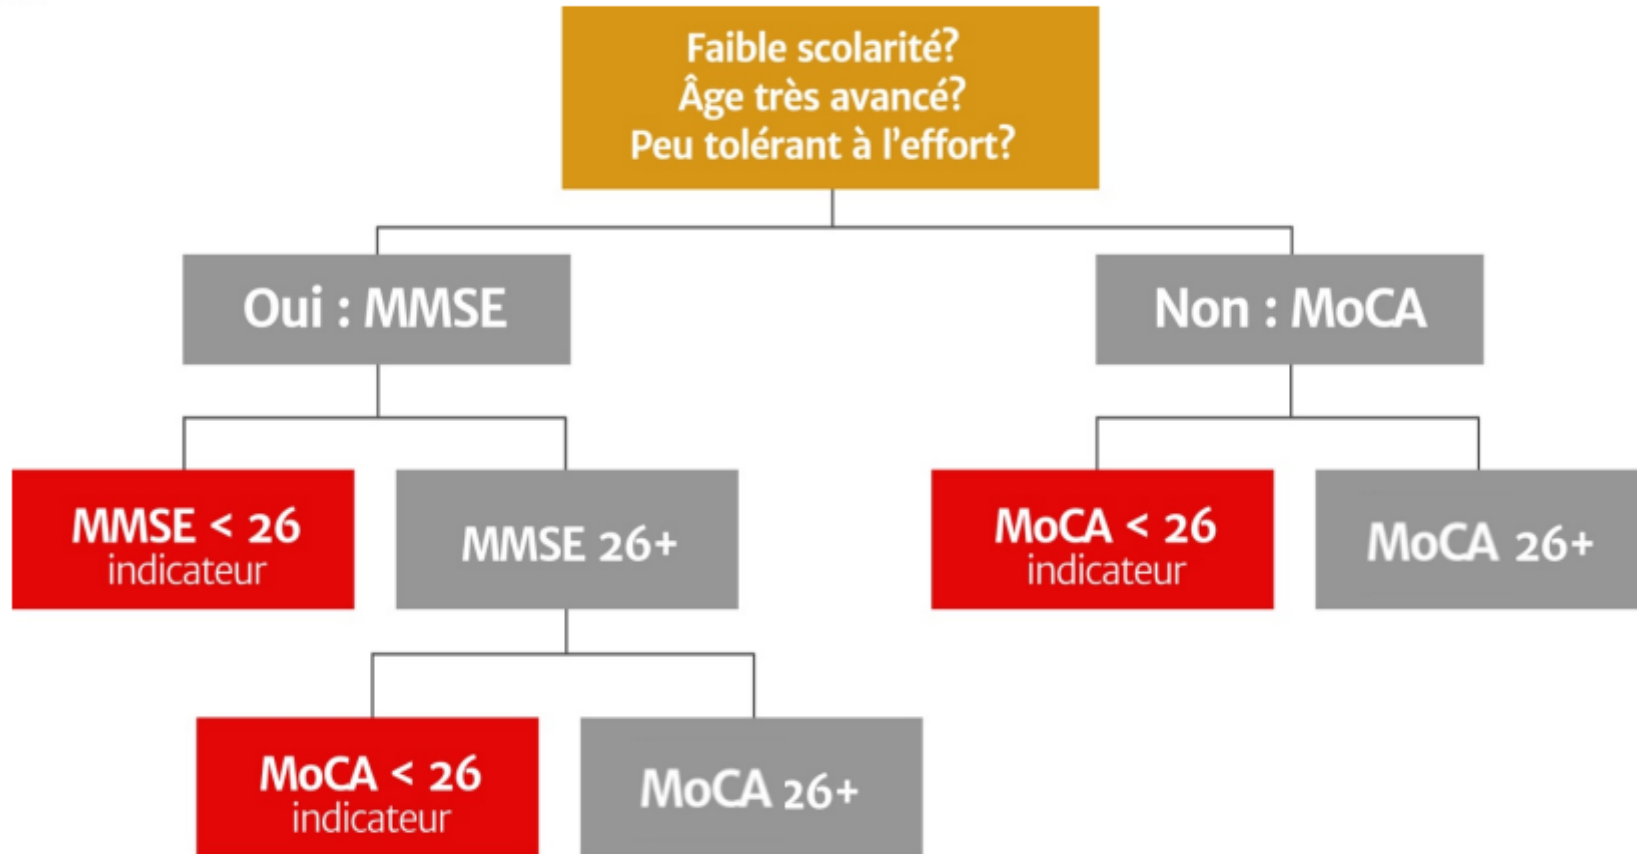 Faible scolarité?
Âge très avancé?
Peu tolérant à l’effort?
Oui : MMSE
Non : MoCA
MMSE < 26
indicateur
MMSE 26+
MoCA < 26
indicateur
MoCA 26+
MoCA < 26
indicateur
MoCA 26+